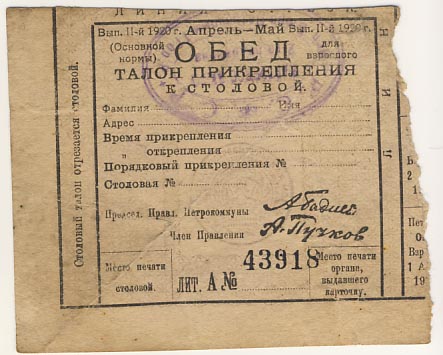 Вып. II-й 1920 г. Апрель—Май Вып. II-й 1920 г.
(Основной нормы) ОБЕД для взрослого
ТАЛОН ПРИКРЕПЛЕНИЯ
К СТОЛОВОЙ.
Фамилия Имя
Адрес
Время прикрепления
„ открепления
Порядковый прикрепления №
Столовая №
Председ. Правл. Петрокоммуны А Бадаев
Член Правления А. Пучков
Место печати столовой.
ЛИТ. А № 43918
Место печати органа, выдавшего карточку.
Столовый талон отрезается столовой.